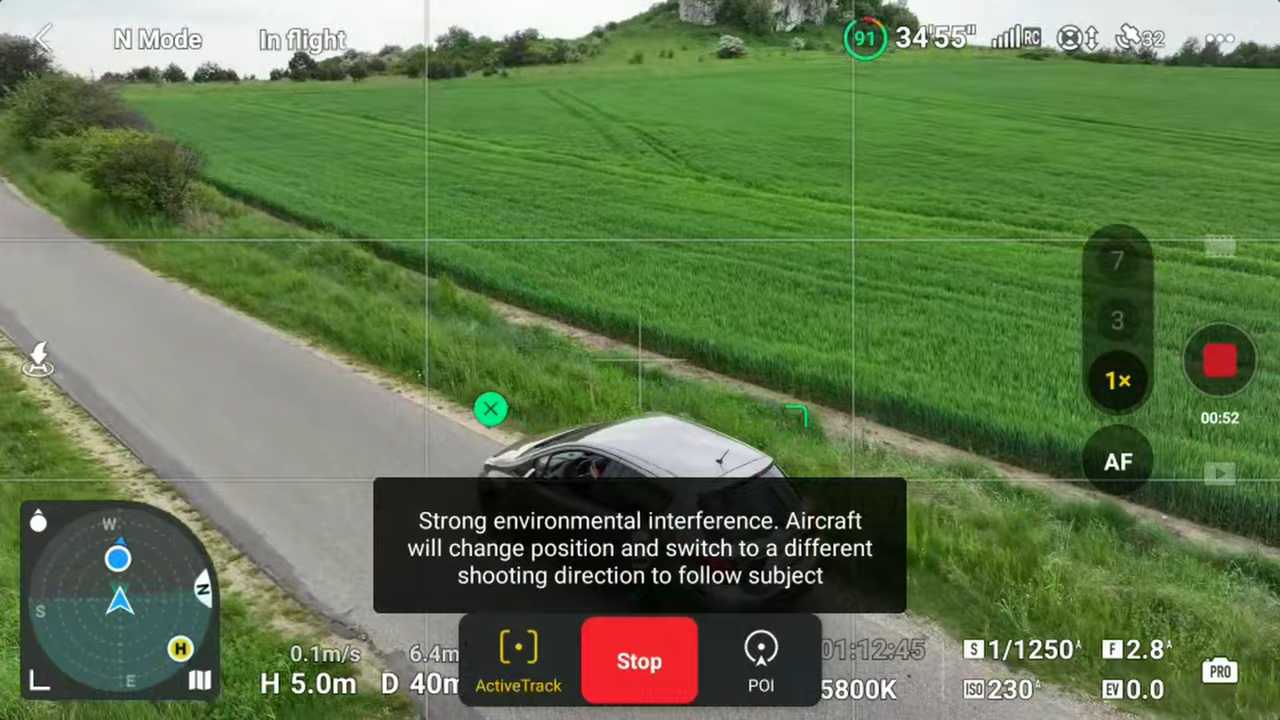 N Mode
In flight
91
34'55"
RC
32
7
3
1×
AF
00:52
Strong environmental interference. Aircraft
will change position and switch to a different
shooting direction to follow subject
W
N
S
H
E
0.1m/s
6.4m
H 5.0m
D 40m
ActiveTrack
Stop
POI
01:12:45
5800K
S 1/1250 A
F 2.8 A
ISO 230 A
EV 0.0
PRO